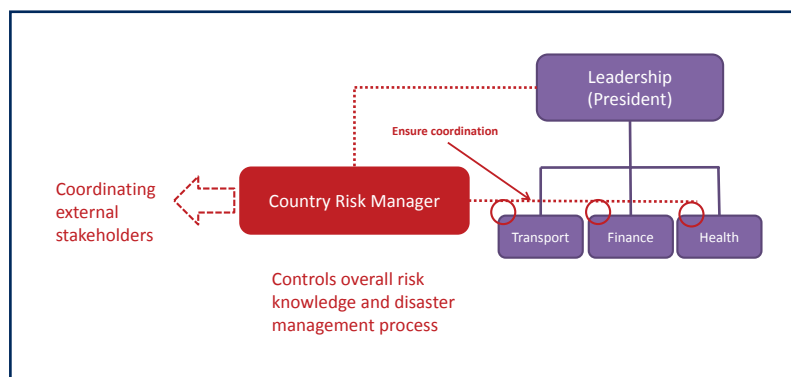 Leadership
(President)
Ensure coordination
Coordinating
external
stakeholders
Country Risk Manager
Transport
Finance
Health
Controls overall risk
knowledge and disaster
management process